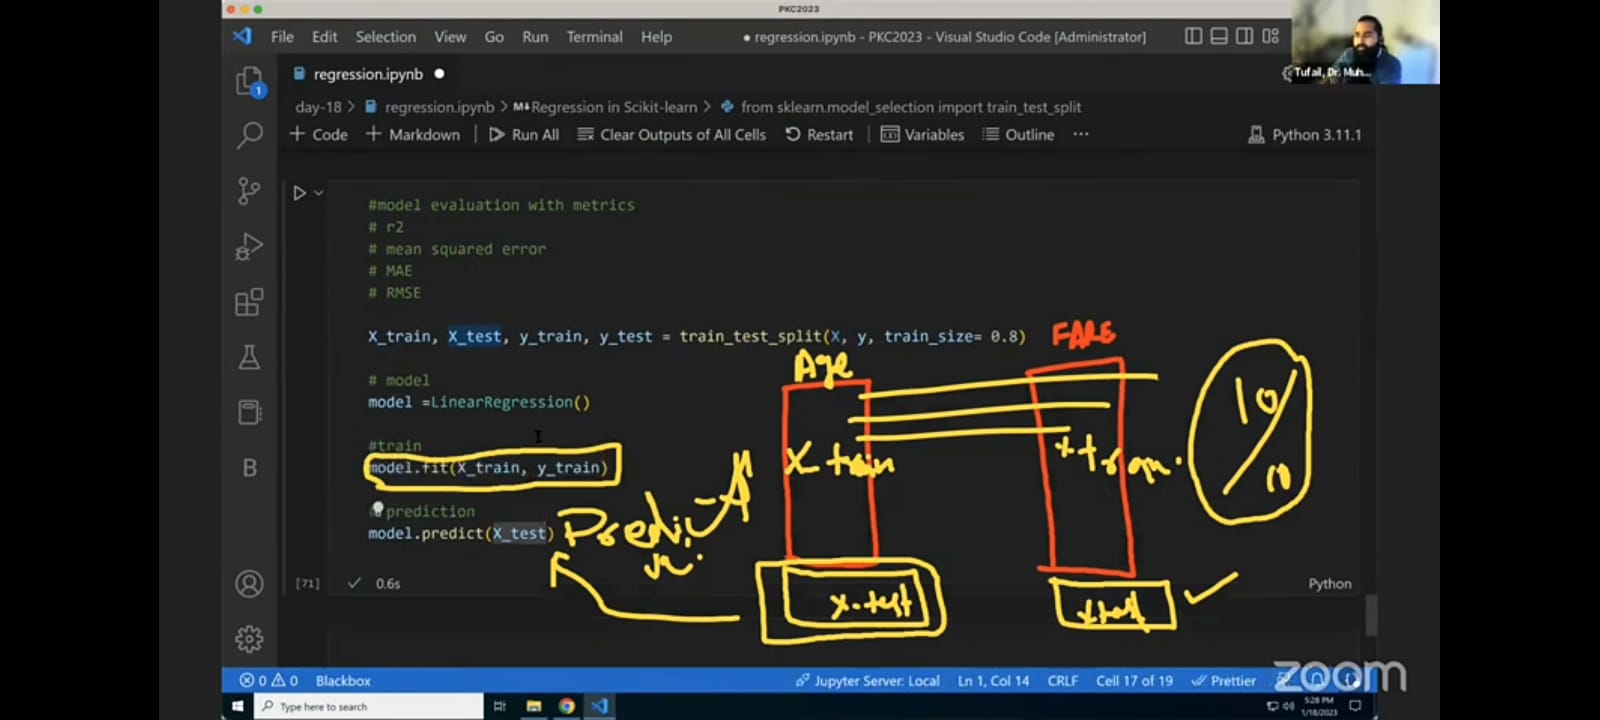 PKC2023
File Edit Selection View Go Run Terminal Help
● regression.ipynb - PKC2023 - Visual Studio Code [Administrator]
Tufail, Dr. Muh...
1
regression.ipynb ●
day-18 > regression.ipynb > M↓Regression in Scikit-learn > from sklearn.model_selection import train_test_split
+ Code + Markdown | Run All Clear Outputs of All Cells Restart | Variables Outline ··· Python 3.11.1
#model evaluation with metrics
# r2
# mean squared error
# MAE
# RMSE
X_train, X_test, y_train, y_test = train_test_split(X, y, train_size= 0.8)
FARE
Age
# model
model =LinearRegression()
10/10
#train
model.fit(X_train, y_train)
X train
# prediction
model.predict(X_test)
x-test
[71] 0.6s Python
0 0 Blackbox Jupyter Server: Local Ln 1, Col 14 CRLF Cell 17 of 19 Prettier
zoom
Type here to search
5:28 PM
1/18/2023